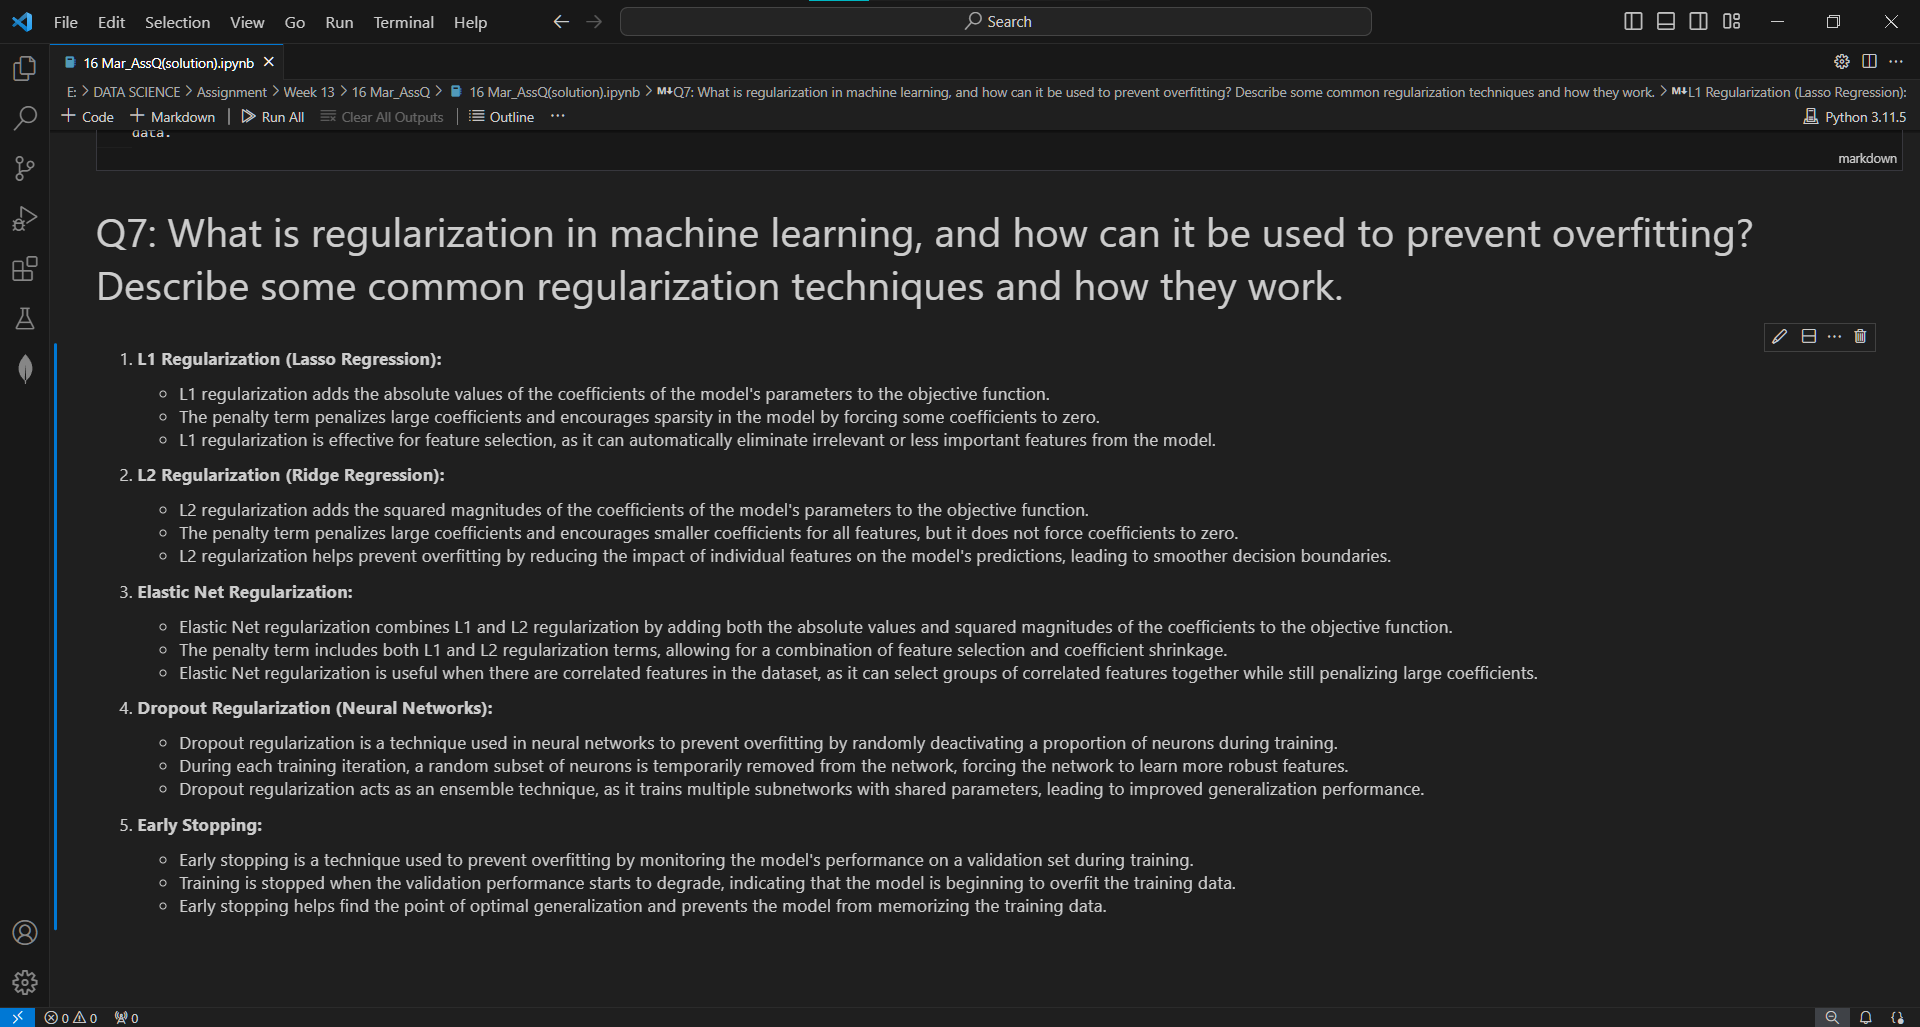 File Edit Selection View Go Run Terminal Help
Search
16 Mar_AssQ(solution).ipynb
E: > DATA SCIENCE > Assignment > Week 13 > 16 Mar_AssQ > 16 Mar_AssQ(solution).ipynb > M↓Q7: What is regularization in machine learning, and how can it be used to prevent overfitting? Describe some common regularization techniques and how they work. > M↓L1 Regularization (Lasso Regression):
+ Code + Markdown | Run All Clear All Outputs | Outline ··· Python 3.11.5
data.
markdown
Q7: What is regularization in machine learning, and how can it be used to prevent overfitting?
Describe some common regularization techniques and how they work.
1. L1 Regularization (Lasso Regression):
L1 regularization adds the absolute values of the coefficients of the model's parameters to the objective function.
The penalty term penalizes large coefficients and encourages sparsity in the model by forcing some coefficients to zero.
L1 regularization is effective for feature selection, as it can automatically eliminate irrelevant or less important features from the model.
2. L2 Regularization (Ridge Regression):
L2 regularization adds the squared magnitudes of the coefficients of the model's parameters to the objective function.
The penalty term penalizes large coefficients and encourages smaller coefficients for all features, but it does not force coefficients to zero.
L2 regularization helps prevent overfitting by reducing the impact of individual features on the model's predictions, leading to smoother decision boundaries.
3. Elastic Net Regularization:
Elastic Net regularization combines L1 and L2 regularization by adding both the absolute values and squared magnitudes of the coefficients to the objective function.
The penalty term includes both L1 and L2 regularization terms, allowing for a combination of feature selection and coefficient shrinkage.
Elastic Net regularization is useful when there are correlated features in the dataset, as it can select groups of correlated features together while still penalizing large coefficients.
4. Dropout Regularization (Neural Networks):
Dropout regularization is a technique used in neural networks to prevent overfitting by randomly deactivating a proportion of neurons during training.
During each training iteration, a random subset of neurons is temporarily removed from the network, forcing the network to learn more robust features.
Dropout regularization acts as an ensemble technique, as it trains multiple subnetworks with shared parameters, leading to improved generalization performance.
5. Early Stopping:
Early stopping is a technique used to prevent overfitting by monitoring the model's performance on a validation set during training.
Training is stopped when the validation performance starts to degrade, indicating that the model is beginning to overfit the training data.
Early stopping helps find the point of optimal generalization and prevents the model from memorizing the training data.
0 0 0